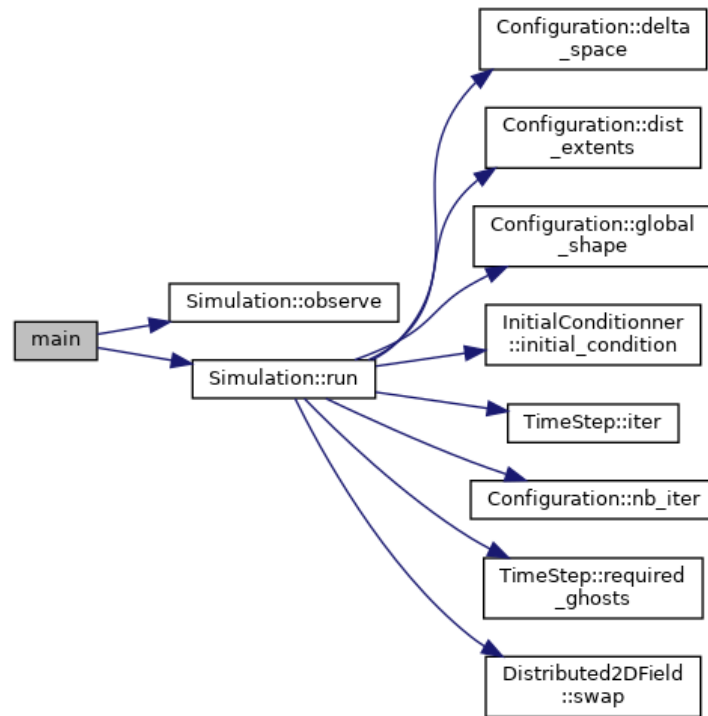 main
Simulation::observe
Simulation::run
Configuration::delta
_space
Configuration::dist
_extents
Configuration::global
_shape
InitialConditionner
::initial_condition
TimeStep::iter
Configuration::nb_iter
TimeStep::required
_ghosts
Distributed2DField
::swap